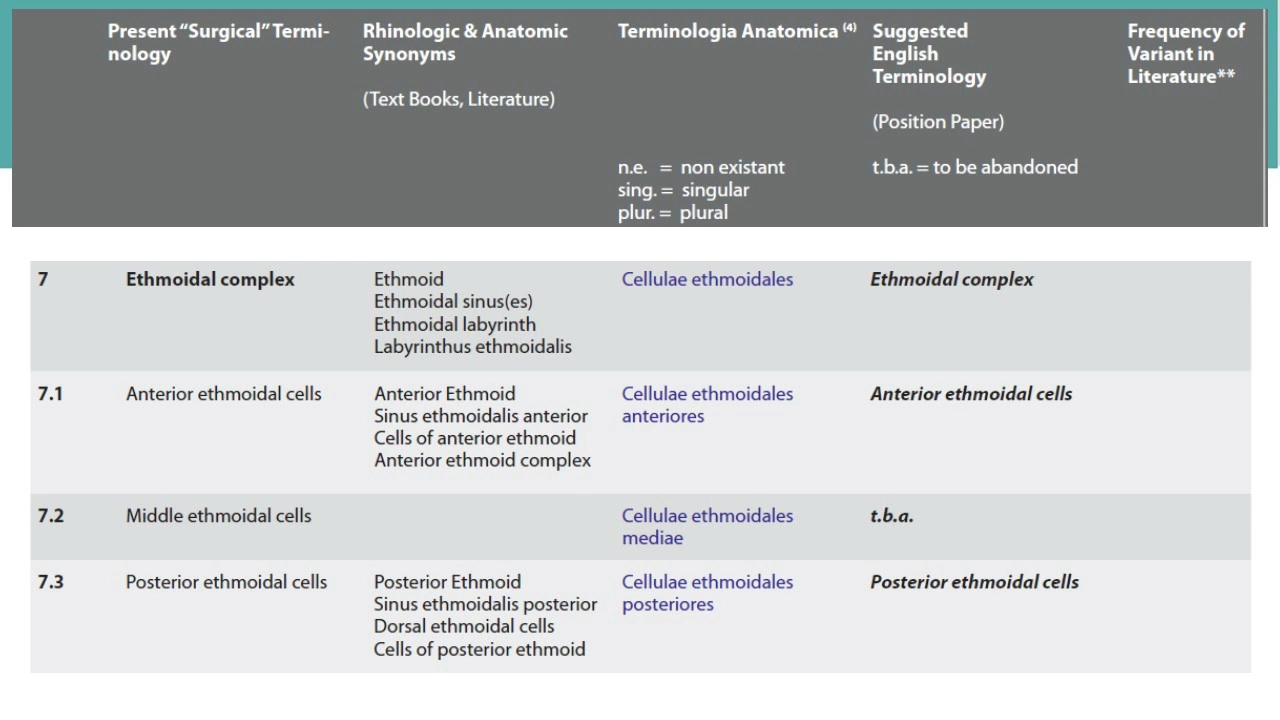 Present “Surgical” Termi-
nology
Rhinologic & Anatomic
Synonyms
(Text Books, Literature)
Terminologia Anatomica (4)
n.e. = non existant
sing. = singular
plur. = plural
Suggested
English
Terminology
(Position Paper)
t.b.a. = to be abandoned
Frequency of
Variant in
Literature**
7
Ethmoidal complex
Ethmoid
Ethmoidal sinus(es)
Ethmoidal labyrinth
Labyrinthus ethmoidalis
Cellulae ethmoidales
Ethmoidal complex
7.1
Anterior ethmoidal cells
Anterior Ethmoid
Sinus ethmoidalis anterior
Cells of anterior ethmoid
Anterior ethmoid complex
Cellulae ethmoidales
anteriores
Anterior ethmoidal cells
7.2
Middle ethmoidal cells
Cellulae ethmoidales
mediae
t.b.a.
7.3
Posterior ethmoidal cells
Posterior Ethmoid
Sinus ethmoidalis posterior
Dorsal ethmoidal cells
Cells of posterior ethmoid
Cellulae ethmoidales
posteriores
Posterior ethmoidal cells